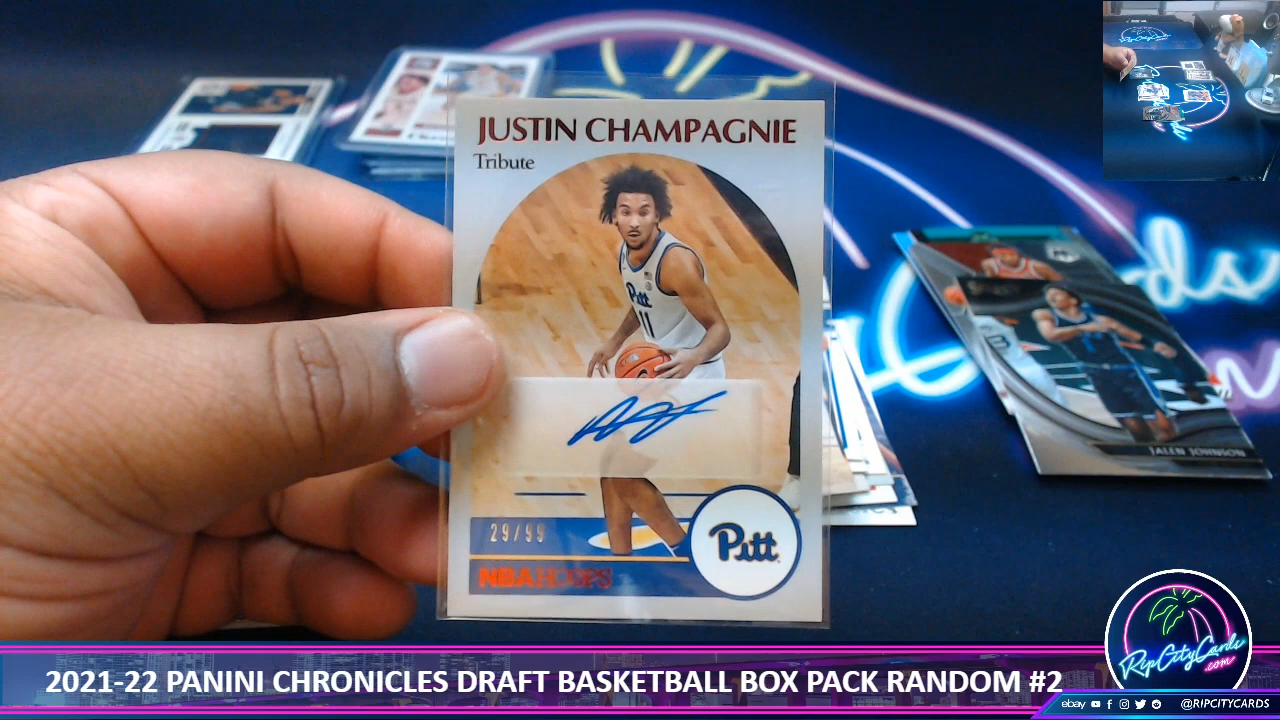 JUSTIN CHAMPAGNIE
Tribute
Pitt
11
29/99
Pitt
NBA HOOPS
JALEN JOHNSON
2021-22 PANINI CHRONICLES DRAFT BASKETBALL BOX PACK RANDOM #2
RipCityCards
.com
ebay
@RIPCITYCARDS